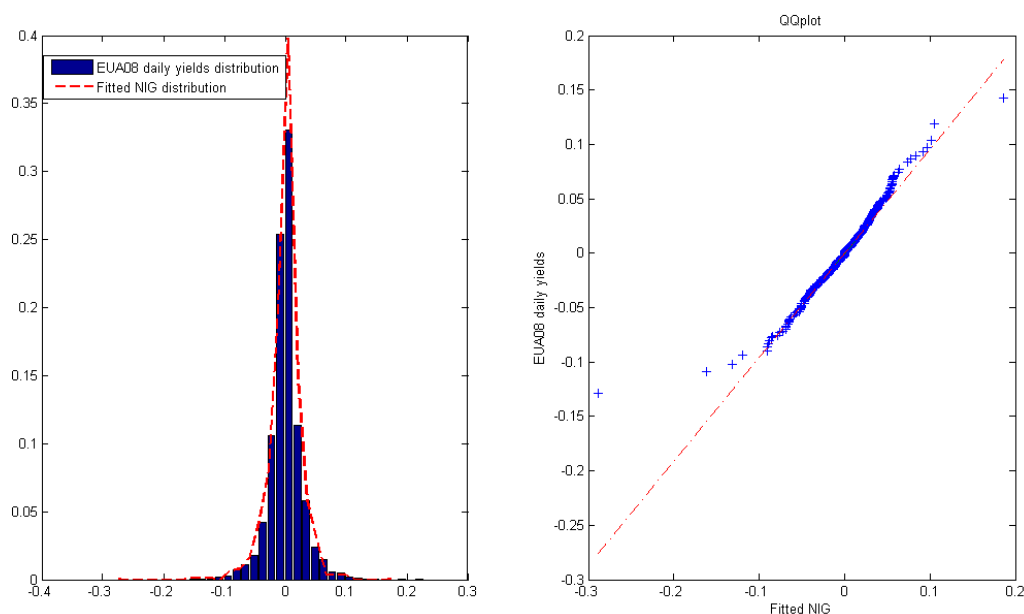 0.4
0.35
0.3
0.25
0.2
0.15
0.1
0.05
0
-0.4 -0.3 -0.2 -0.1 0 0.1 0.2 0.3
EUA08 daily yields distribution
Fitted NIG distribution
QQplot
0.2
0.15
0.1
0.05
0
-0.05
-0.1
-0.15
-0.2
-0.25
-0.3
-0.3 -0.2 -0.1 0 0.1 0.2
EUA08 daily yields
Fitted NIG